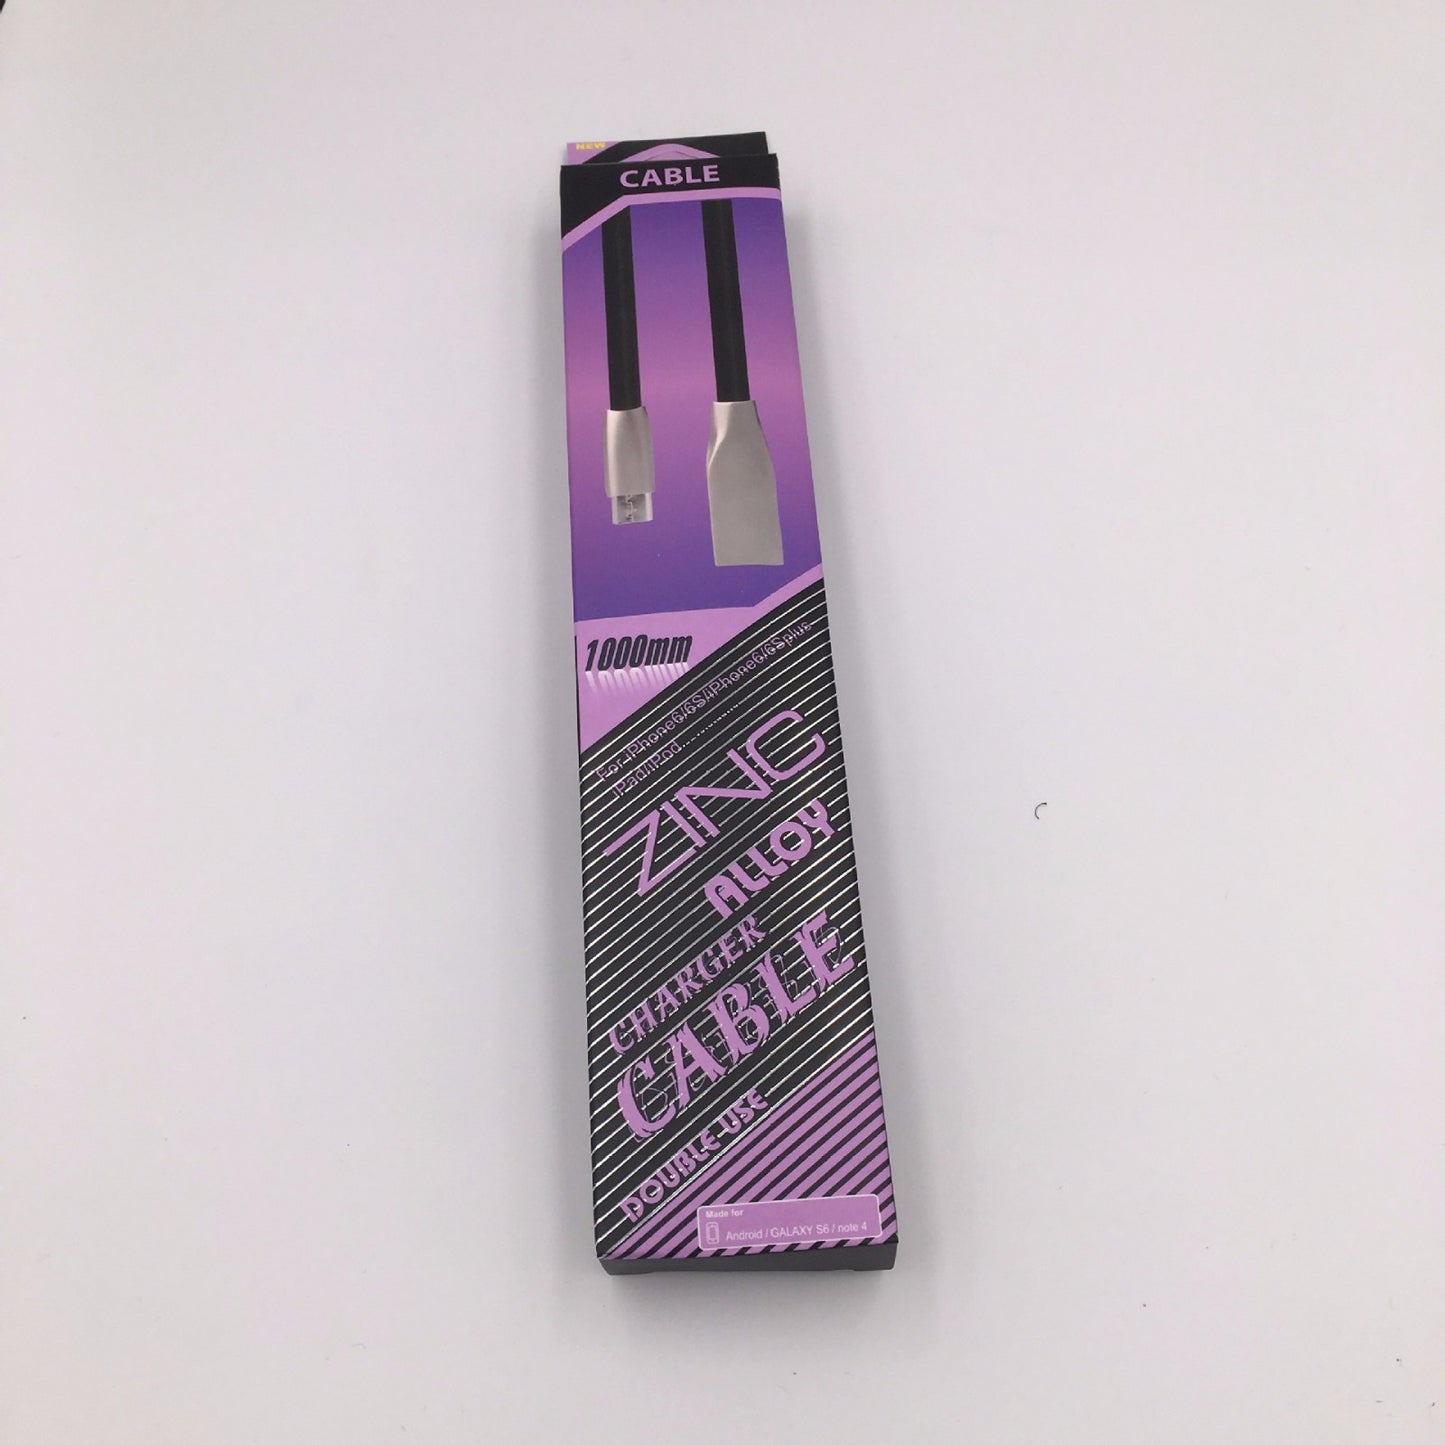 NEW
CABLE
1000mm
For iPhone6/6S/iPhone6/6Splus
iPad/iPod
ZINC
ALLOY
CHARGER
CABLE
DOUBLE USE
Made for
Android / GALAXY S6 / note 4